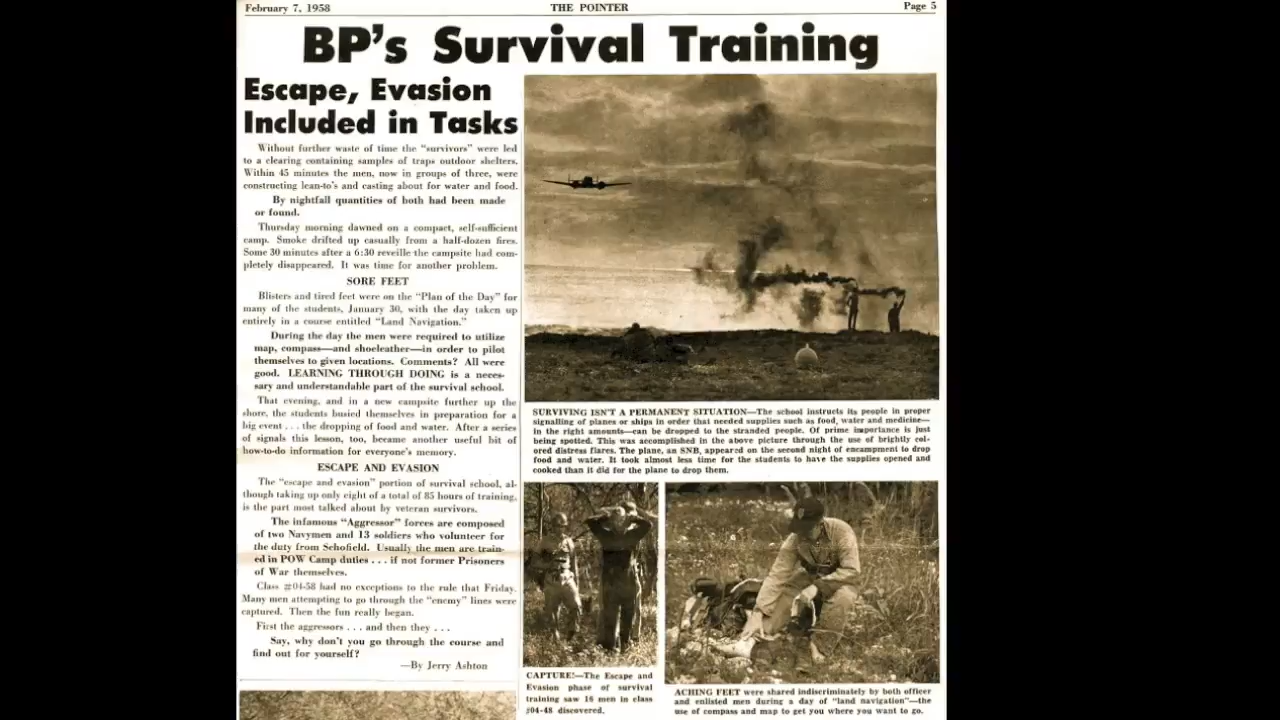 February 7, 1958
THE POINTER
Page 5
BP's Survival Training
Escape, Evasion
Included in Tasks
Without further waste of time the "survivors" were led
to a clearing containing samples of traps outdoor shelters.
Within 45 minutes the men, now in groups of three, were
constructing lean-to's and casting about for water and food.
By nightfall quantities of both had been made
or found.
Thursday morning dawned on a compact, self-sufficient
camp. Smoke drifted up casually from a half-dozen fires.
Some 30 minutes after a 6:30 reveille the campsite had com-
pletely disappeared. It was time for another problem.
SORE FEET
Blisters and tired feet were on the "Plan of the Day" for
many of the students, January 30, with the day taken up
entirely in a course entitled "Land Navigation."
During the day the men were required to utilize
map, compass—and shoeleather—in order to pilot
themselves to given locations. Comments? All were
good. LEARNING THROUGH DOING is a neces-
sary and understandable part of the survival school.
That evening, and in a new campsite further up the
shore, the students busied themselves in preparation for a
big event . . . the dropping of food and water. After a series
of signals this lesson, too, became another useful bit of
how-to-do information for everyone's memory.
ESCAPE AND EVASION
The "escape and evasion" portion of survival school, al-
though taking up only eight of a total of 85 hours of training,
is the part most talked about by veteran survivors.
The infamous "Aggressor" forces are composed
of two Navymen and 13 soldiers who volunteer for
the duty from Schofield. Usually the men are train-
ed in POW Camp duties . . . if not former Prisoners
of War themselves.
Class #04-58 had no exceptions to the rule that Friday.
Many men attempting to go through the "enemy" lines were
captured. Then the fun really began.
First the aggressors . . . and then they . . .
Say, why don't you go through the course and
find out for yourself?
—By Jerry Ashton
SURVIVING ISN'T A PERMANENT SITUATION—The school instructs its people in proper
signalling of planes or ships in order that needed supplies such as food, water and medicine—
in the right amounts—can be dropped to the stranded people. Of prime importance is just
being spotted. This was accomplished in the above picture through the use of brightly col-
ored distress flares. The plane, an SNB, appeared on the second night of encampment to drop
food and water. It took almost less time for the students to have the supplies opened and
cooked than it did for the plane to drop them.
CAPTURE!—The Escape and
Evasion phase of survival
training saw 16 men in class
#04-48 discovered.
ACHING FEET were shared indiscriminately by both officer
and enlisted men during a day of "land navigation"—the
use of compass and map to get you where you want to go.